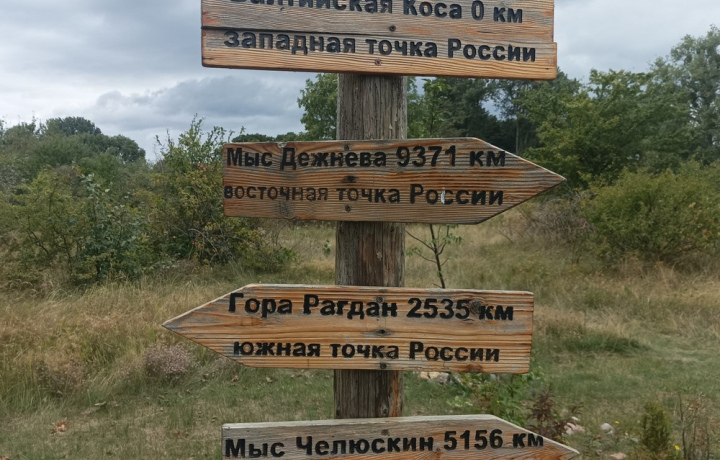 Балтийская Коса 0 км
западная точка России
Мыс Дежнева 9371 км
восточная точка России
Гора Рагдан 2535 км
южная точка России
Мыс Челюскин 5156 км